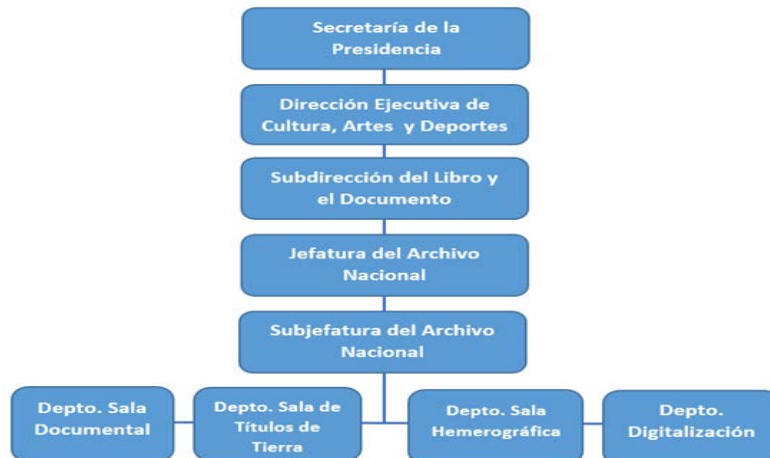 Secretaría de la
Presidencia
Dirección Ejecutiva de
Cultura, Artes y Deportes
Subdirección del Libro y
el Documento
Jefatura del Archivo
Nacional
Subjefatura del Archivo
Nacional
Depto. Sala
Documental
Depto. Sala de
Títulos de
Tierra
Depto. Sala
Hemerográfica
Depto.
Digitalización